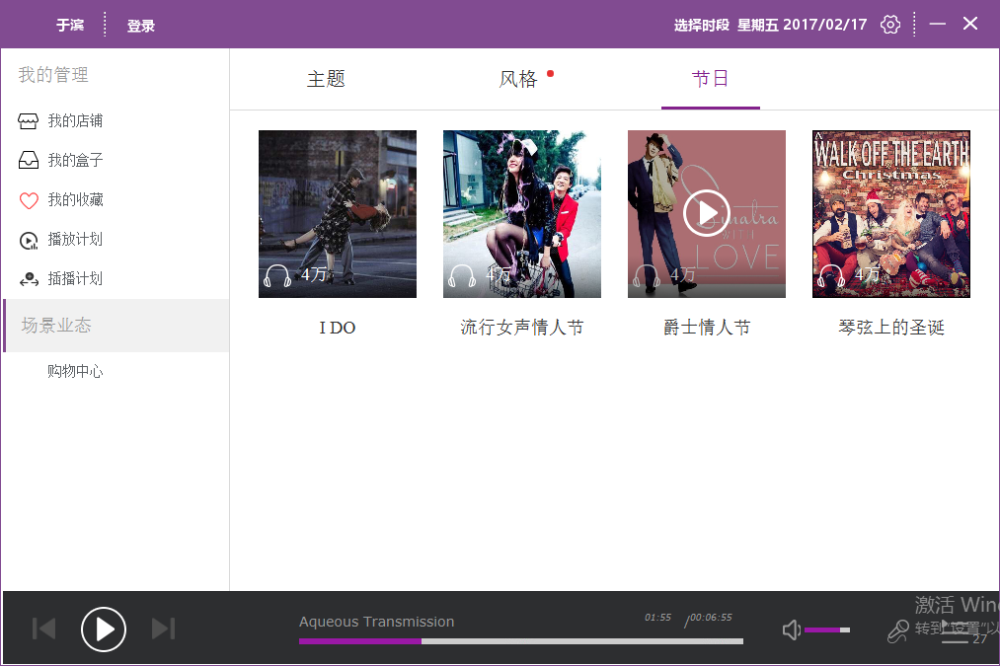 于滨 登录 选择时段 星期五 2017/02/17
我的管理
我的店铺
我的盒子
我的收藏
播放计划
插播计划
场景业态
购物中心
主题 风格 节日
4万
I DO
4万
流行女声情人节
Sinatra
WITH
LOVE
4万
爵士情人节
WALK OFF THE EARTH
Christmas
4万
琴弦上的圣诞
Aqueous Transmission 01:55 /00:06:55
激活 Win
转到"设置"以
27